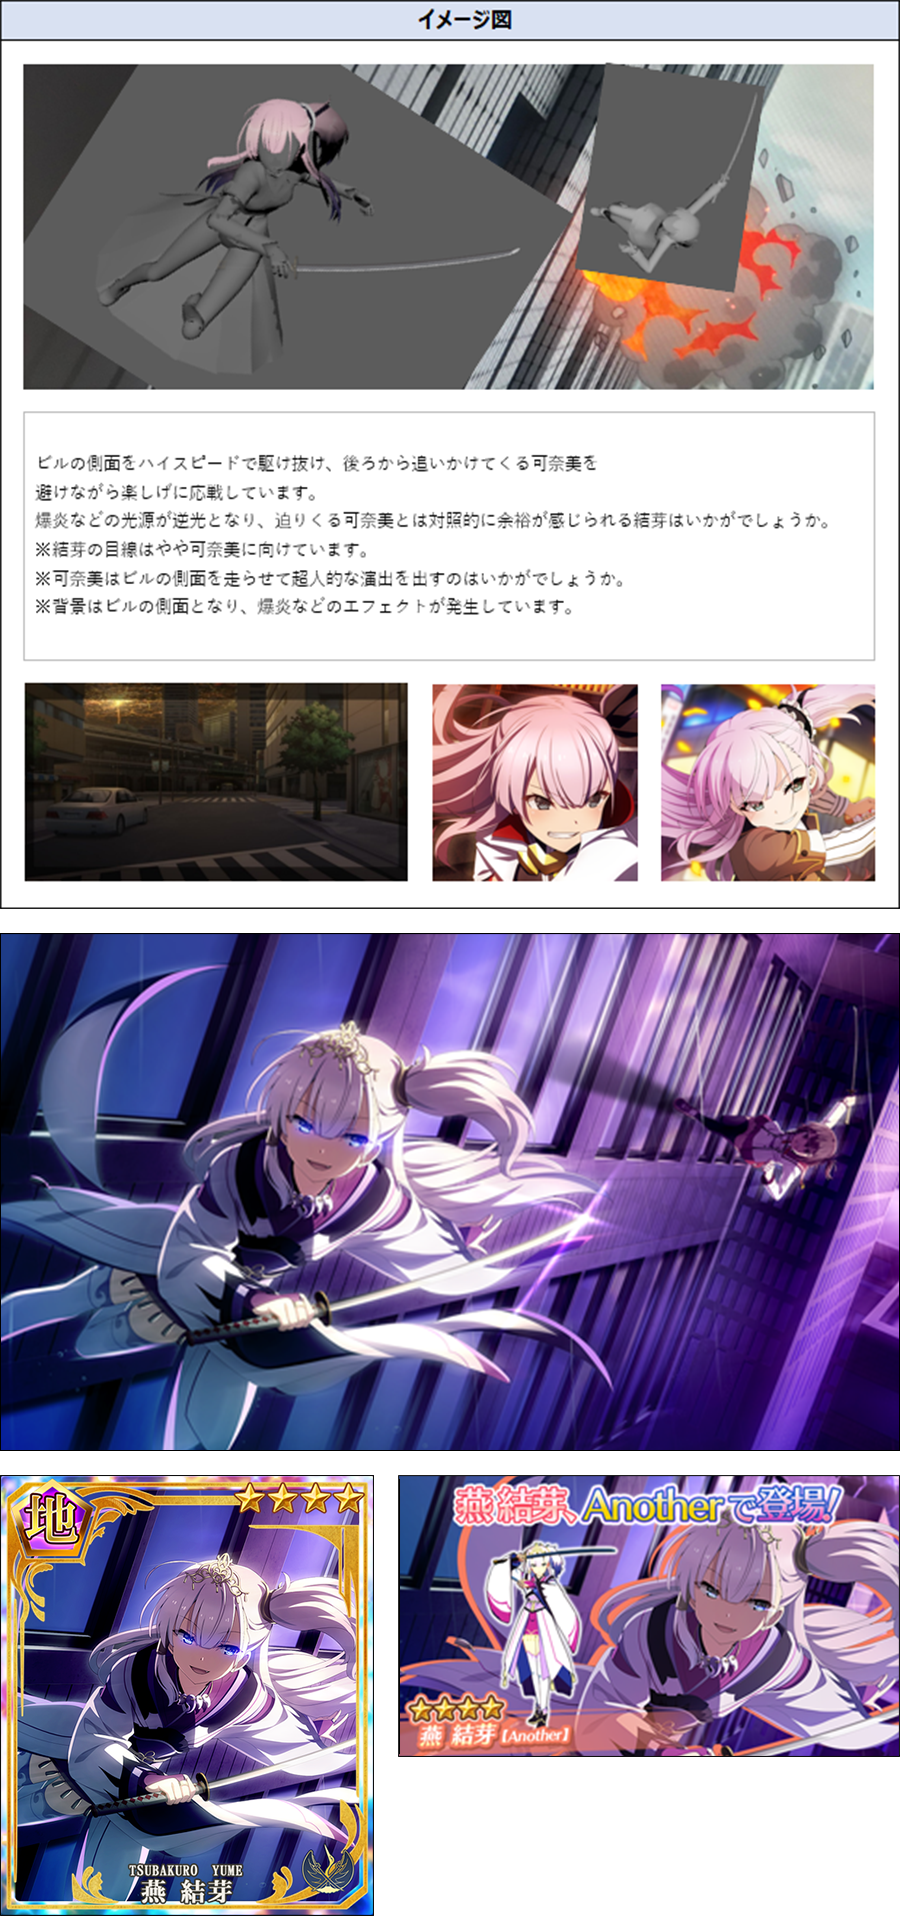 イメージ図
ビルの側面をハイスピードで駆け抜け、後ろから追いかけてくる可奈美を
避けながら楽しげに応戦しています。
爆炎などの光源が逆光となり、迫りくる可奈美とは対照的に余裕が感じられる結芽はいかがでしょうか。
※結芽の目線はやや可奈美に向けています。
※可奈美はビルの側面を走らせて超人的な演出を出すのはいかがでしょうか。
※背景はビルの側面となり、爆炎などのエフェクトが発生しています。
地
TSUBAKURO YUME
燕 結芽
燕 結芽、Anotherで登場!
燕 結芽【Another】